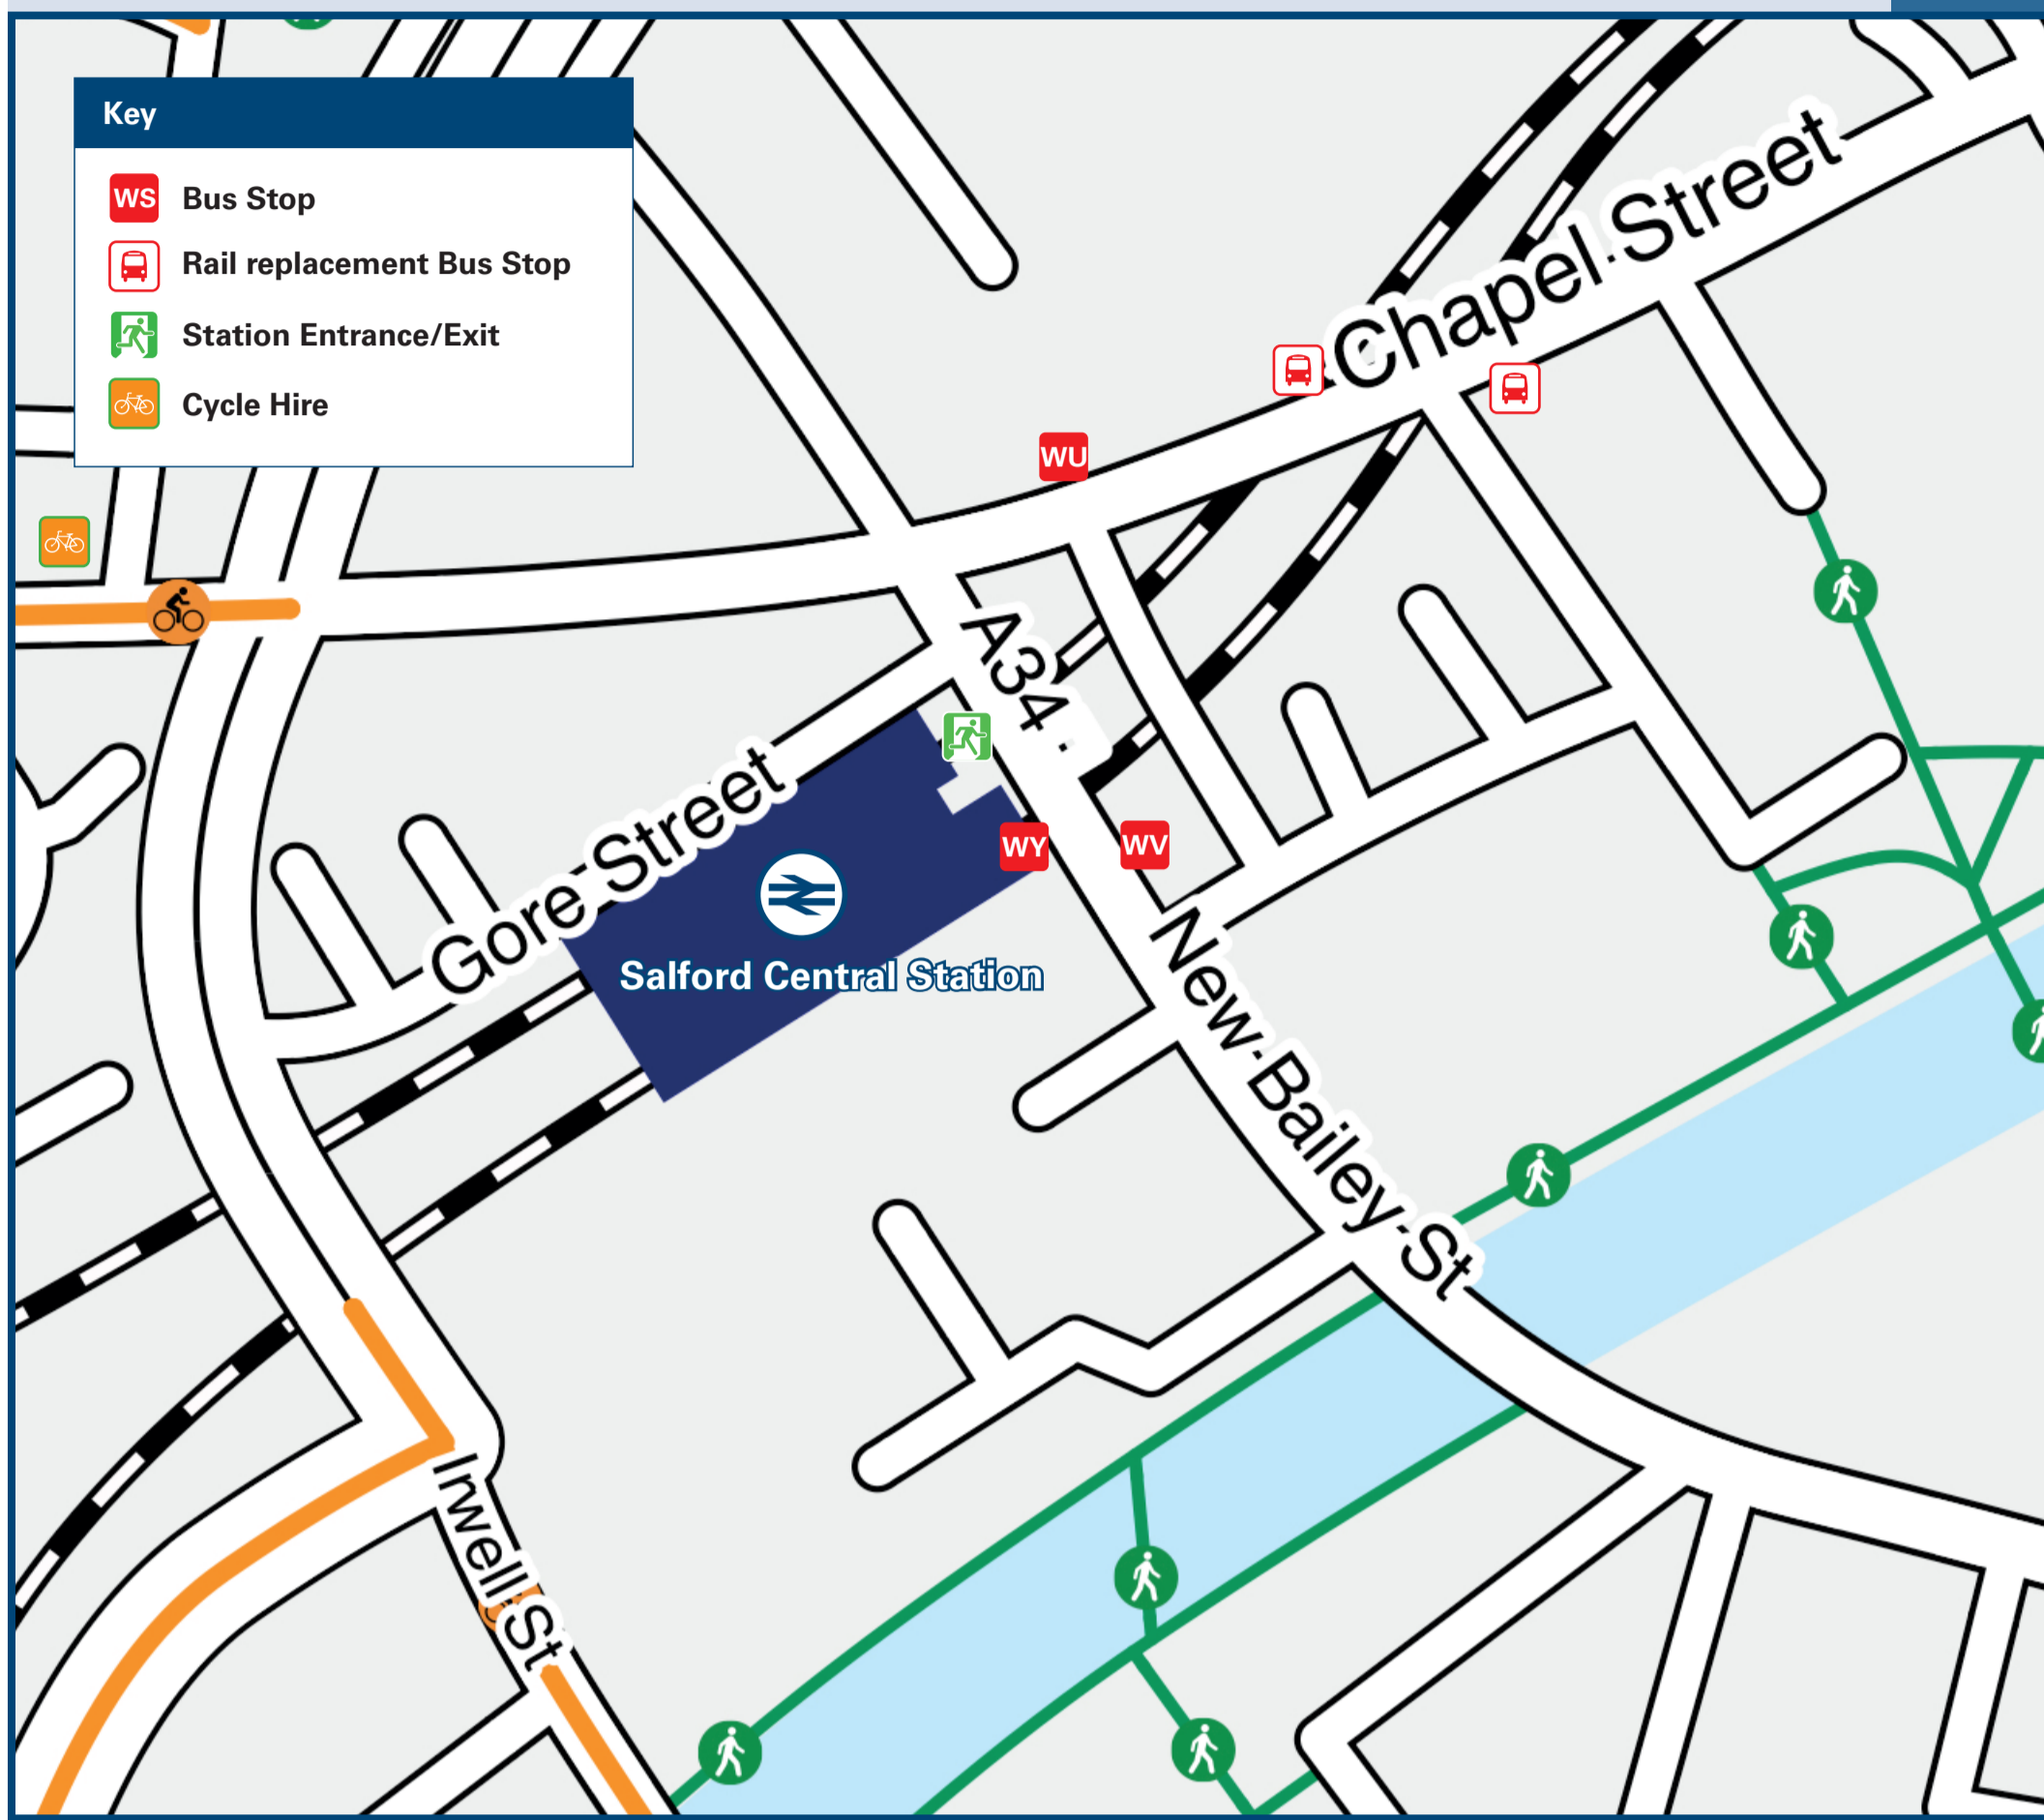 Key
WS Bus Stop
Rail replacement Bus Stop
Station Entrance/Exit
Cycle Hire
Chapel Street
WU
A34
Gore Street
WY
WV
Salford Central Station
New Bailey St
Irwell St